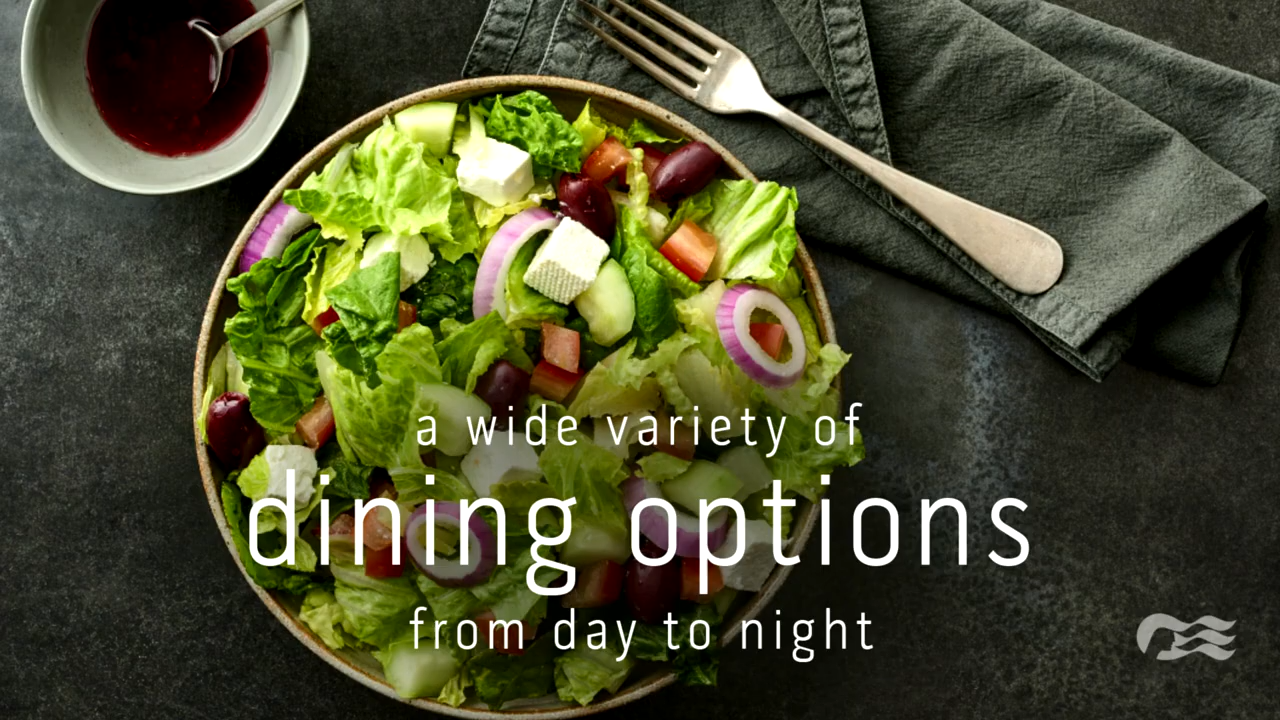 a wide variety of
dining options
from day to night